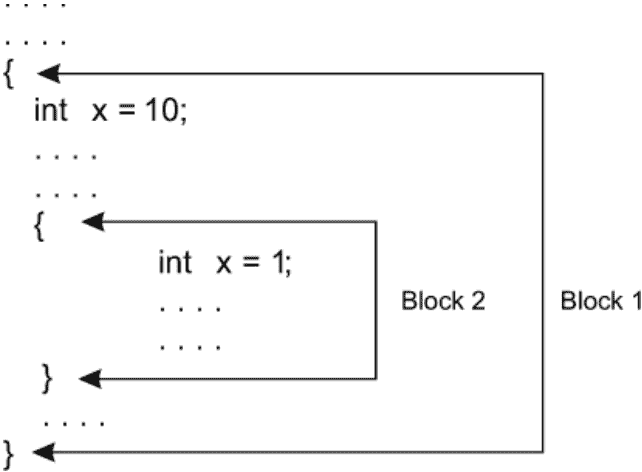 . . . .
. . . .
{
int x = 10;
. . . .
. . . .
{
int x = 1;
. . . .
Block 2 Block 1
. . . .
}
. . . .
}